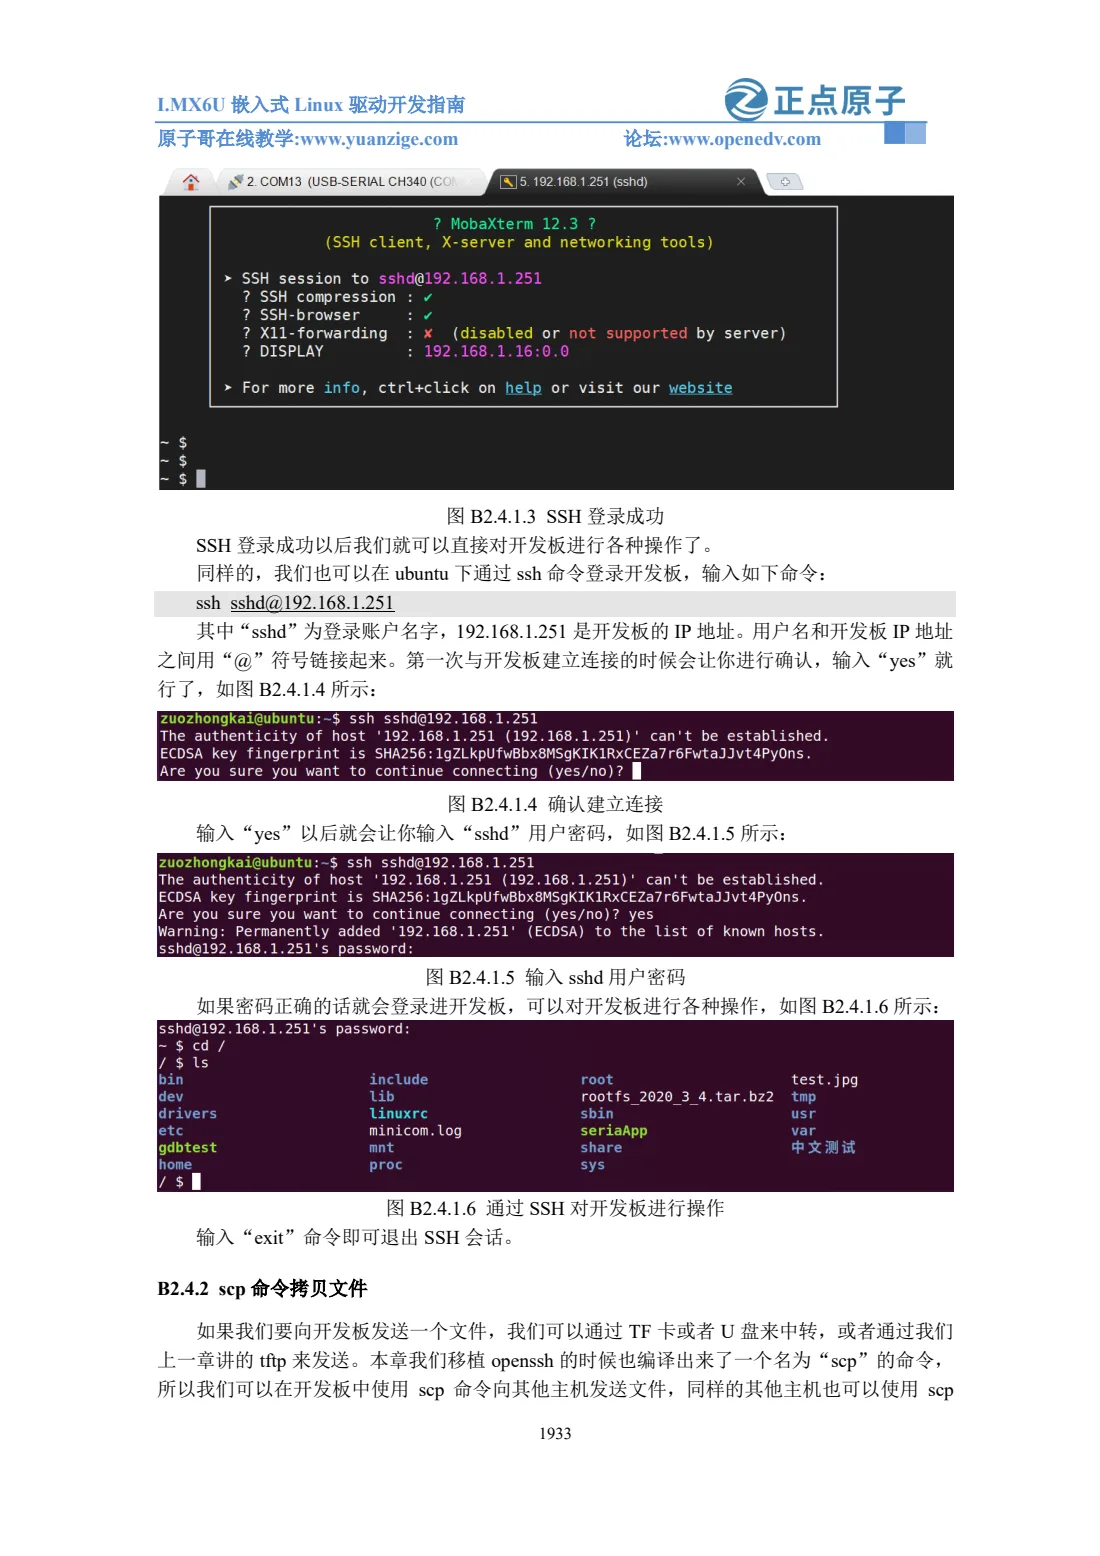 I.MX6U 嵌入式 Linux 驱动开发指南
正点原子
原子哥在线教学:www.yuanzige.com 论坛:www.openedv.com
2. COM13 (USB-SERIAL CH340 (CO
5. 192.168.1.251 (sshd)
? MobaXterm 12.3 ?
(SSH client, X-server and networking tools)
➤ SSH session to sshd@192.168.1.251
? SSH compression : ✔
? SSH-browser : ✔
? X11-forwarding : ✘ (disabled or not supported by server)
? DISPLAY : 192.168.1.16:0.0
➤ For more info, ctrl+click on help or visit our website
~ $
~ $
~ $
图 B2.4.1.3 SSH 登录成功
SSH 登录成功以后我们就可以直接对开发板进行各种操作了。
同样的，我们也可以在 ubuntu 下通过 ssh 命令登录开发板，输入如下命令：
ssh sshd@192.168.1.251
其中“sshd”为登录账户名字，192.168.1.251 是开发板的 IP 地址。用户名和开发板 IP 地址
之间用“@”符号链接起来。第一次与开发板建立连接的时候会让你进行确认，输入“yes”就
行了，如图 B2.4.1.4 所示：
zuozhongkai@ubuntu:~$ ssh sshd@192.168.1.251
The authenticity of host '192.168.1.251 (192.168.1.251)' can't be established.
ECDSA key fingerprint is SHA256:1gZLkpUfwBbx8MSgKIK1RxCEZa7r6FwtaJJvt4PyOns.
Are you sure you want to continue connecting (yes/no)?
图 B2.4.1.4 确认建立连接
输入“yes”以后就会让你输入“sshd”用户密码，如图 B2.4.1.5 所示：
zuozhongkai@ubuntu:~$ ssh sshd@192.168.1.251
The authenticity of host '192.168.1.251 (192.168.1.251)' can't be established.
ECDSA key fingerprint is SHA256:1gZLkpUfwBbx8MSgKIK1RxCEZa7r6FwtaJJvt4PyOns.
Are you sure you want to continue connecting (yes/no)? yes
Warning: Permanently added '192.168.1.251' (ECDSA) to the list of known hosts.
sshd@192.168.1.251's password:
图 B2.4.1.5 输入 sshd 用户密码
如果密码正确的话就会登录进开发板，可以对开发板进行各种操作，如图 B2.4.1.6 所示：
sshd@192.168.1.251's password:
~ $ cd /
/ $ ls
bin include root test.jpg
dev lib rootfs_2020_3_4.tar.bz2 tmp
drivers linuxrc sbin usr
etc minicom.log seriaApp var
gdbtest mnt share 中文测试
home proc sys
/ $
图 B2.4.1.6 通过 SSH 对开发板进行操作
输入“exit”命令即可退出 SSH 会话。
B2.4.2 scp 命令拷贝文件
如果我们要向开发板发送一个文件，我们可以通过 TF 卡或者 U 盘来中转，或者通过我们
上一章讲的 tftp 来发送。本章我们移植 openssh 的时候也编译出来了一个名为“scp”的命令，
所以我们可以在开发板中使用 scp 命令向其他主机发送文件，同样的其他主机也可以使用 scp
1933